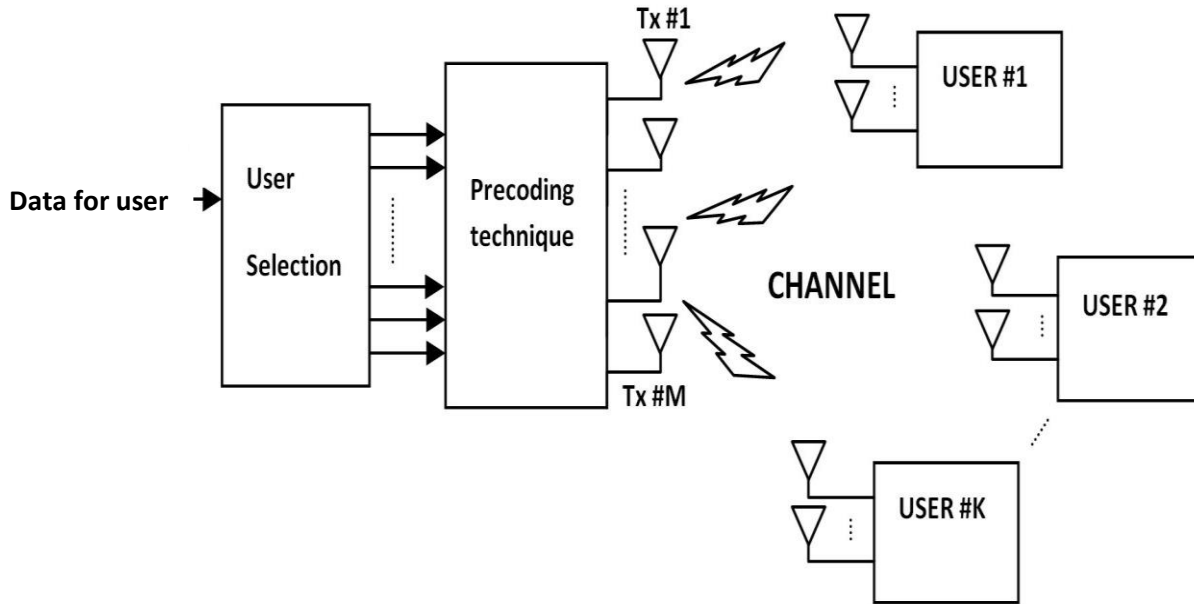 Tx #1
USER #1
User
Selection
Data for user
Precoding
technique
CHANNEL
USER #2
Tx #M
USER #K